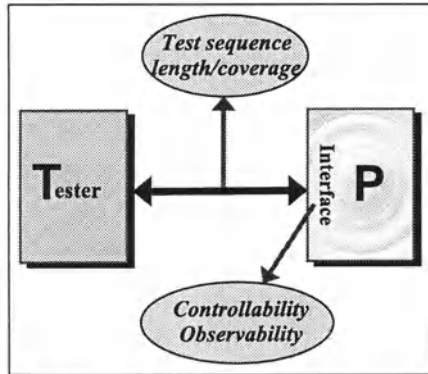 Test sequence
length/coverage
Tester
Interface
P
Controllability
Observability